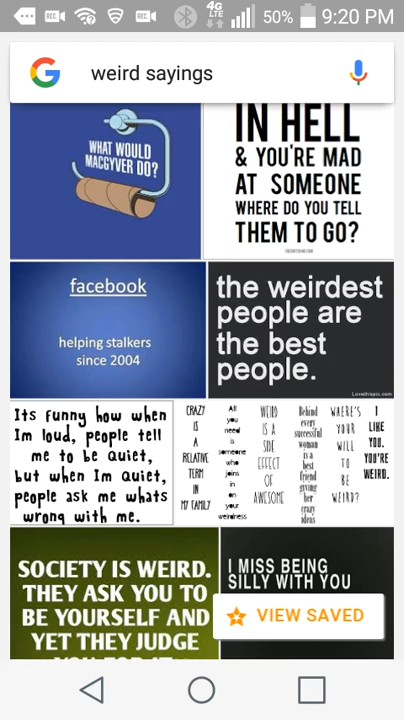 4G
LTE
50%
9:20 PM
weird sayings
WHAT WOULD
MACGYVER DO?
IN HELL
& YOU'RE MAD
AT SOMEONE
WHERE DO YOU TELL
THEM TO GO?
facebook
helping stalkers
since 2004
the weirdest
people are
the best
people.
Its funny how when
Im loud, people tell
me to be quiet,
but when Im quiet,
people ask me whats
wrong with me.
CRAZY
IS
A
RELATIVE
TERM
IN
MY FAMILY
All
you
need
is
someone
who
joins
in
on
your
weirdness
WEIRD
IS A
SIDE
EFFECT
OF
AWESOME
Behind
every
successful
woman
is a
best
friend
giving
her
crazy
ideas
WHERE'S
YOUR
WILL
TO
BE
WEIRD?
I
LIKE
YOU.
YOU'RE
WEIRD.
SOCIETY IS WEIRD.
THEY ASK YOU TO
BE YOURSELF AND
YET THEY JUDGE
I MISS BEING
SILLY WITH YOU
VIEW SAVED